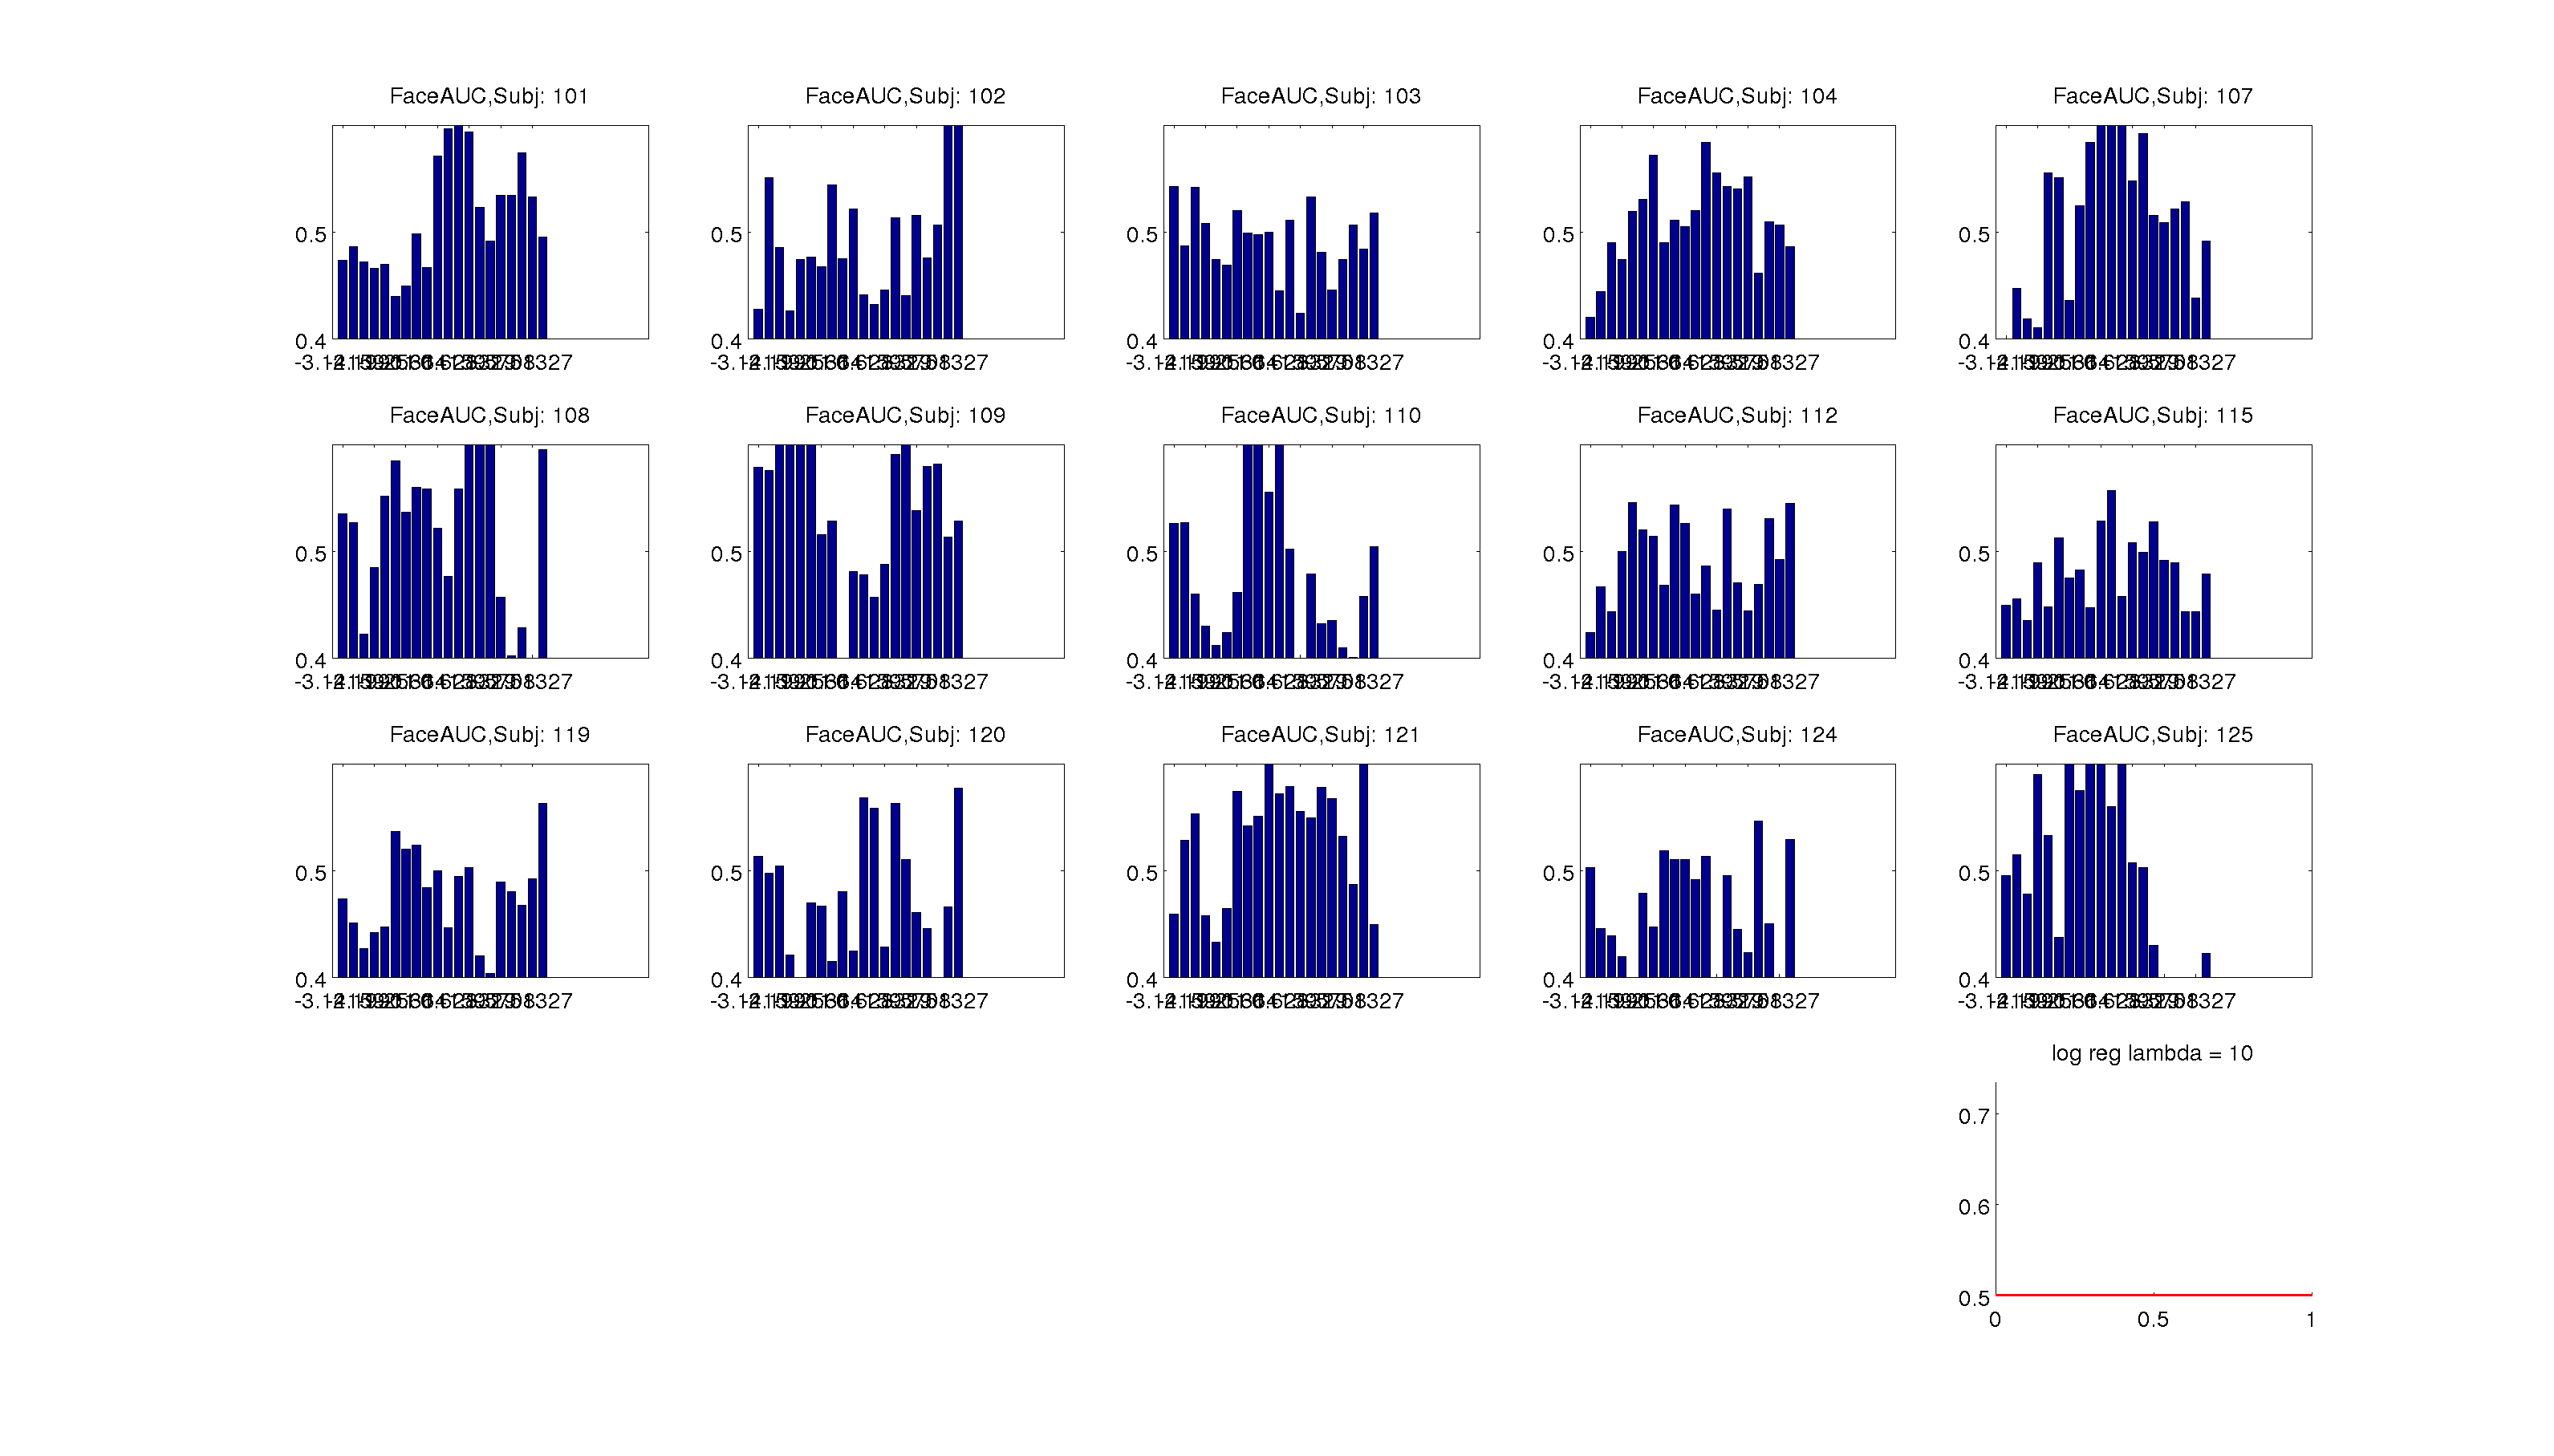 FaceAUC,Subj: 101
FaceAUC,Subj: 102
FaceAUC,Subj: 103
FaceAUC,Subj: 104
FaceAUC,Subj: 107
0.5
0.4
0.5
0.4
0.5
0.4
0.5
0.4
0.5
0.4
FaceAUC,Subj: 108
FaceAUC,Subj: 109
FaceAUC,Subj: 110
FaceAUC,Subj: 112
FaceAUC,Subj: 115
0.5
0.4
0.5
0.4
0.5
0.4
0.5
0.4
0.5
0.4
FaceAUC,Subj: 119
FaceAUC,Subj: 120
FaceAUC,Subj: 121
FaceAUC,Subj: 124
FaceAUC,Subj: 125
0.5
0.4
0.5
0.4
0.5
0.4
0.5
0.4
0.5
0.4
log reg lambda = 10
0.7
0.6
0.5
0
0.5
1